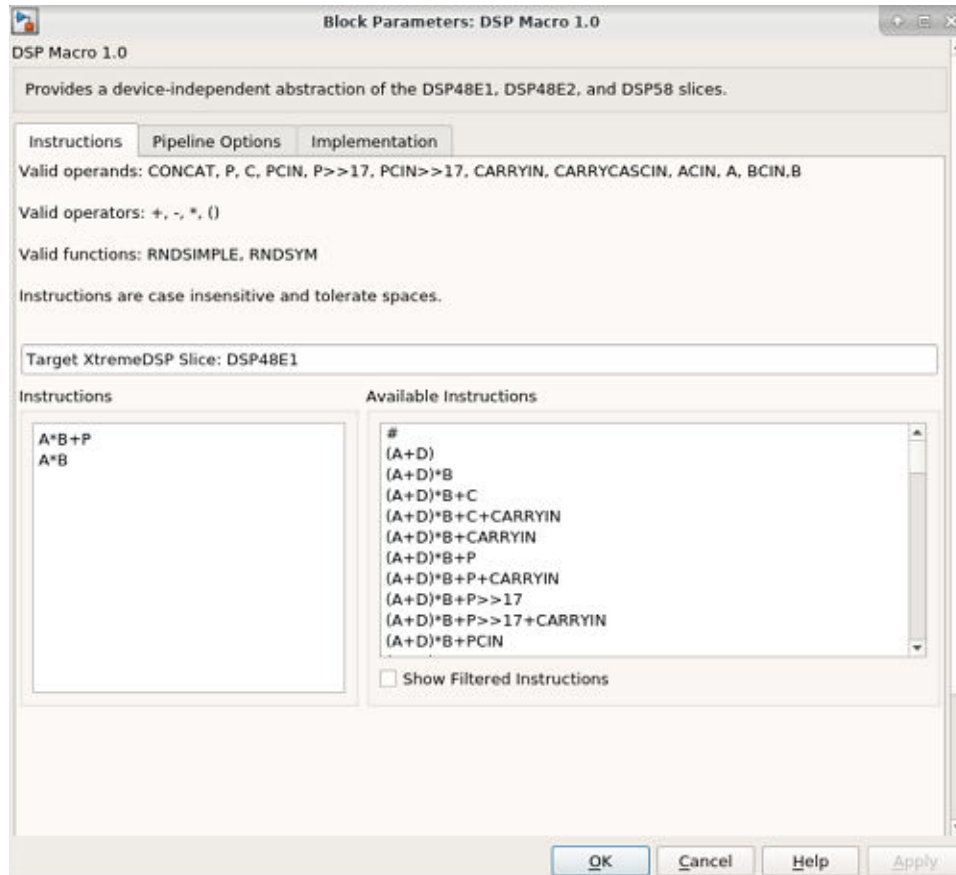 Block Parameters: DSP Macro 1.0
DSP Macro 1.0
Provides a device-independent abstraction of the DSP48E1, DSP48E2, and DSP58 slices.
Instructions Pipeline Options Implementation
Valid operands: CONCAT, P, C, PCIN, P>>17, PCIN>>17, CARRYIN, CARRYCASCIN, ACIN, A, BCIN,B
Valid operators: +, -, *, ()
Valid functions: RNDSIMPLE, RNDSYM
Instructions are case insensitive and tolerate spaces.
Target XtremeDSP Slice: DSP48E1
Instructions
A*B+P
A*B
Available Instructions
#
(A+D)
(A+D)*B
(A+D)*B+C
(A+D)*B+C+CARRYIN
(A+D)*B+CARRYIN
(A+D)*B+P
(A+D)*B+P+CARRYIN
(A+D)*B+P>>17
(A+D)*B+P>>17+CARRYIN
(A+D)*B+PCIN
Show Filtered Instructions
OK Cancel Help Apply